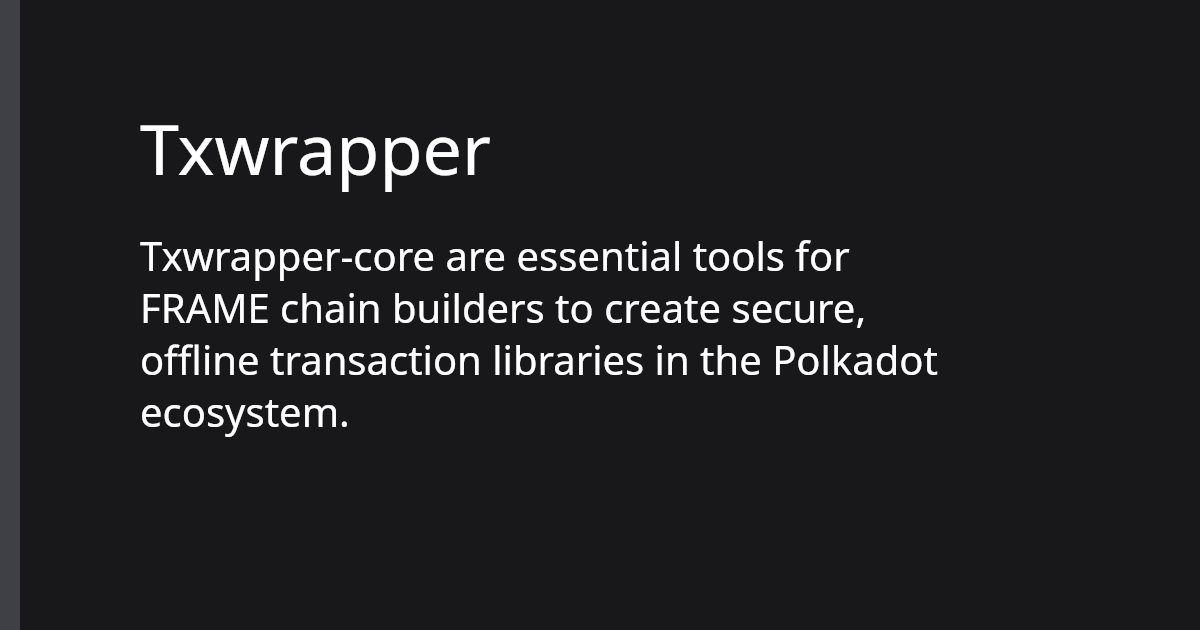 Txwrapper
Txwrapper-core are essential tools for
FRAME chain builders to create secure,
offline transaction libraries in the Polkadot
ecosystem.